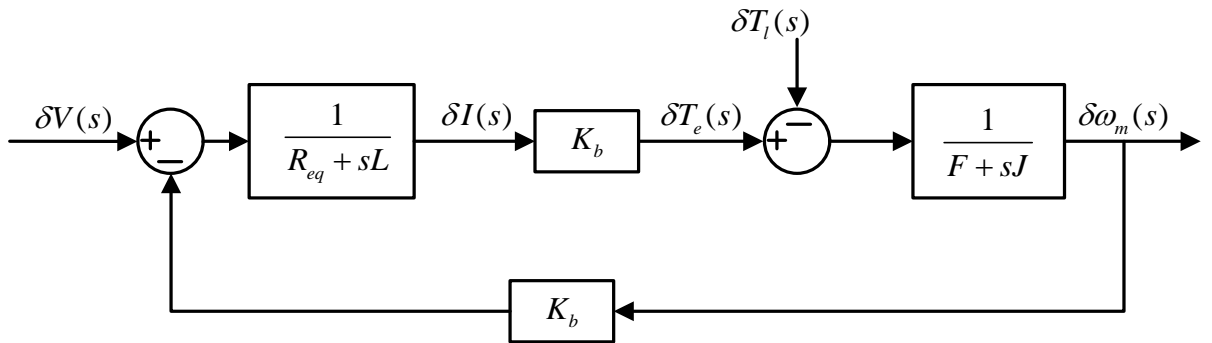 δT_l(s)
δV(s)
+
−
1
R_eq + sL
δI(s)
K_b
δT_e(s)
+
−
1
F + sJ
δω_m(s)
K_b